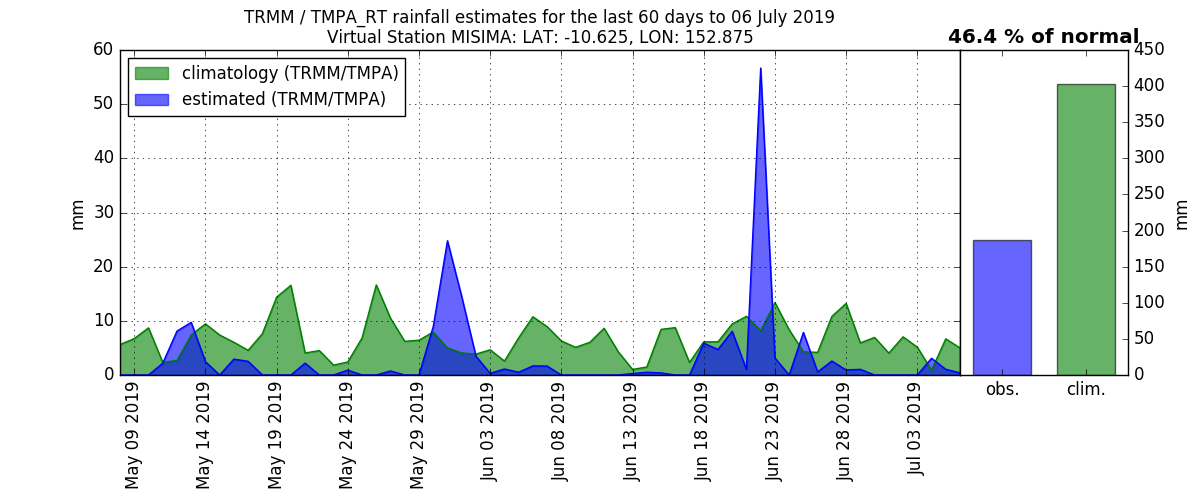 TRMM / TMPA_RT rainfall estimates for the last 60 days to 06 July 2019
Virtual Station MISIMA: LAT: -10.625, LON: 152.875
46.4 % of normal
climatology (TRMM/TMPA)
estimated (TRMM/TMPA)
60
50
40
30
20
10
0
mm
450
400
350
300
250
200
150
100
50
0
mm
May 09 2019
May 14 2019
May 19 2019
May 24 2019
May 29 2019
Jun 03 2019
Jun 08 2019
Jun 13 2019
Jun 18 2019
Jun 23 2019
Jun 28 2019
Jul 03 2019
obs.
clim.